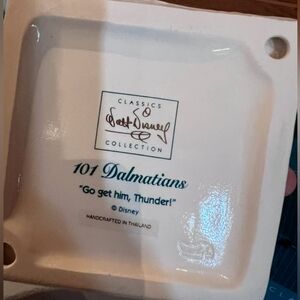 CLASSICS
Walt Disney
COLLECTION
101 Dalmatians
"Go get him, Thunder!"
© Disney
HANDCRAFTED IN THAILAND